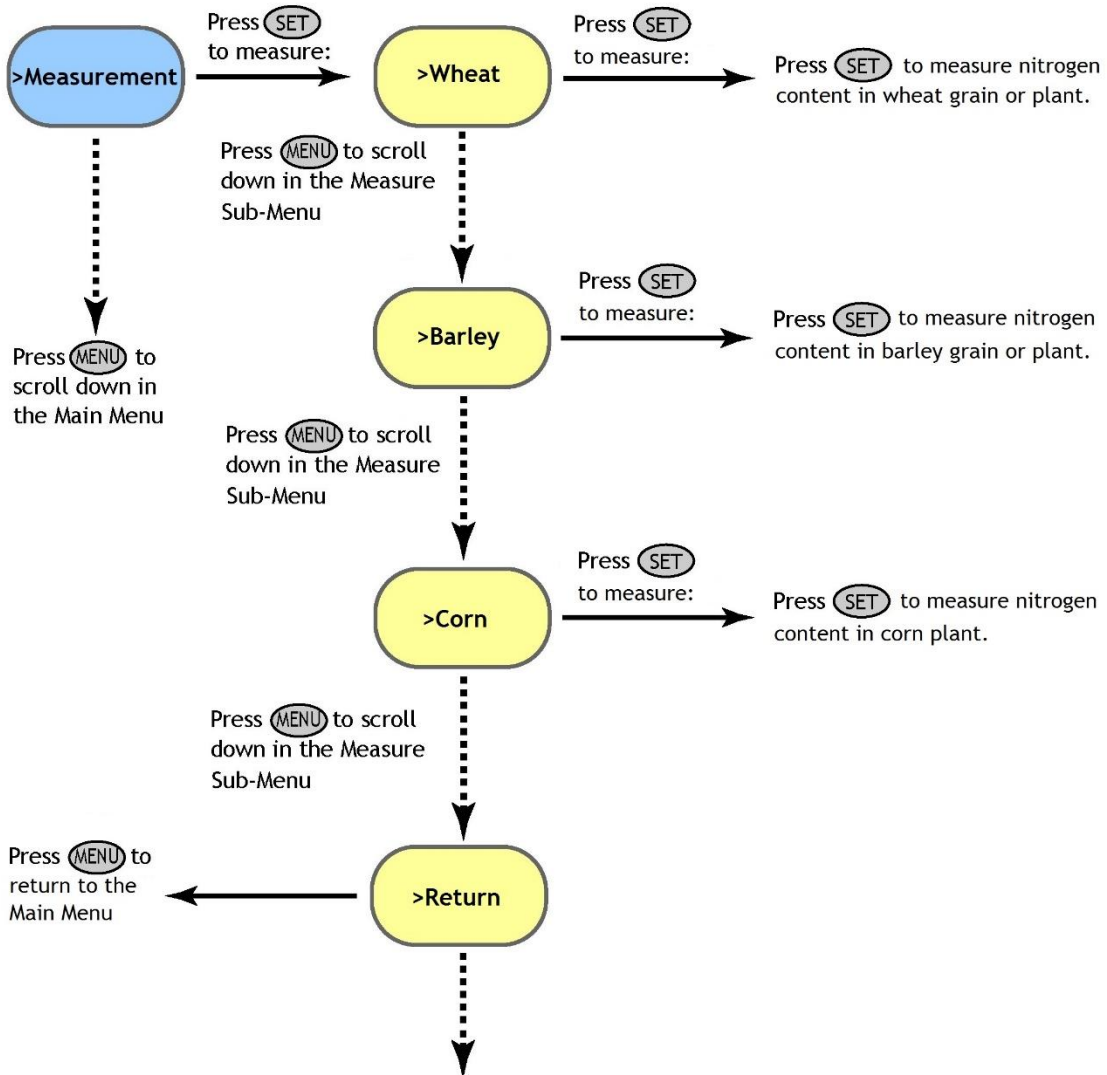 >Measurement
Press SET
to measure:
>Wheat
Press SET
to measure:
Press SET to measure nitrogen
content in wheat grain or plant.
Press MENU to scroll
down in the Measure
Sub-Menu
Press MENU to
scroll down in
the Main Menu
>Barley
Press SET
to measure:
Press SET to measure nitrogen
content in barley grain or plant.
Press MENU to scroll
down in the Measure
Sub-Menu
>Corn
Press SET
to measure:
Press SET to measure nitrogen
content in corn plant.
Press MENU to scroll
down in the Measure
Sub-Menu
>Return
Press MENU to
return to the
Main Menu